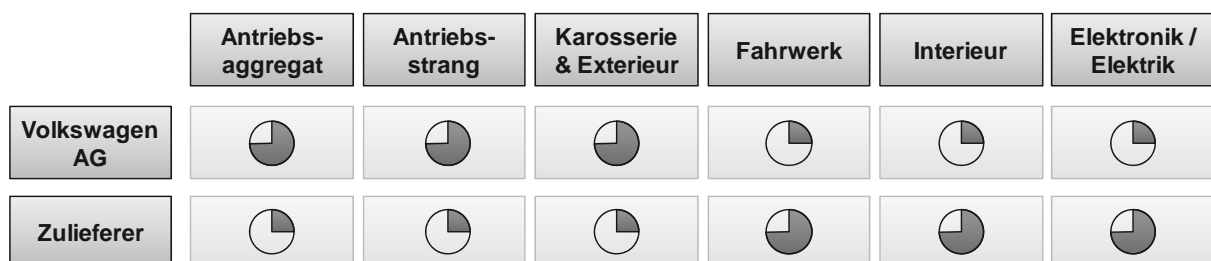 Antriebs-
aggregat
Antriebs-
strang
Karosserie
& Exterieur
Fahrwerk
Interieur
Elektronik /
Elektrik
Volkswagen
AG
Zulieferer